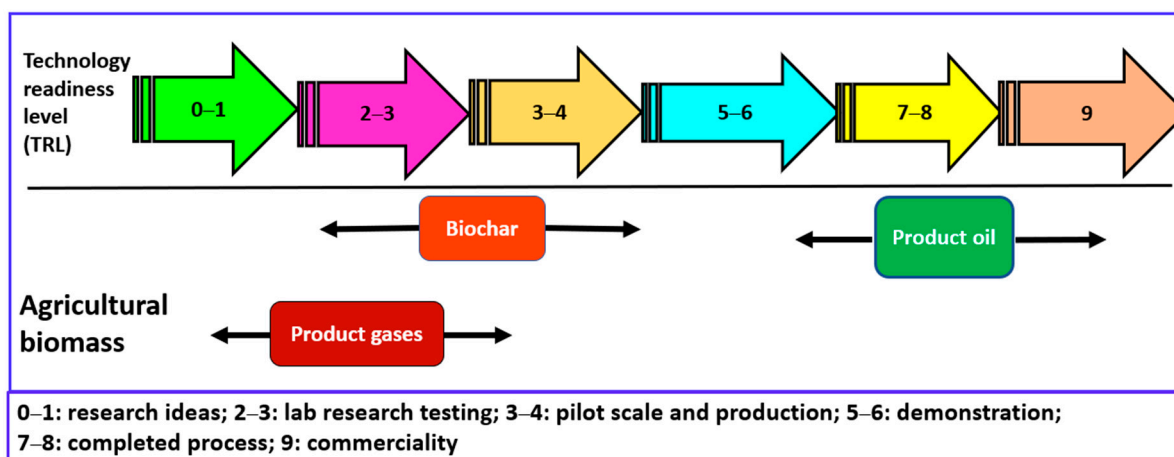 Technology
readiness
level
(TRL)
0–1
2–3
3–4
5–6
7–8
9
Biochar
Product oil
Agricultural
biomass
Product gases
0–1: research ideas; 2–3: lab research testing; 3–4: pilot scale and production; 5–6: demonstration;
7–8: completed process; 9: commerciality